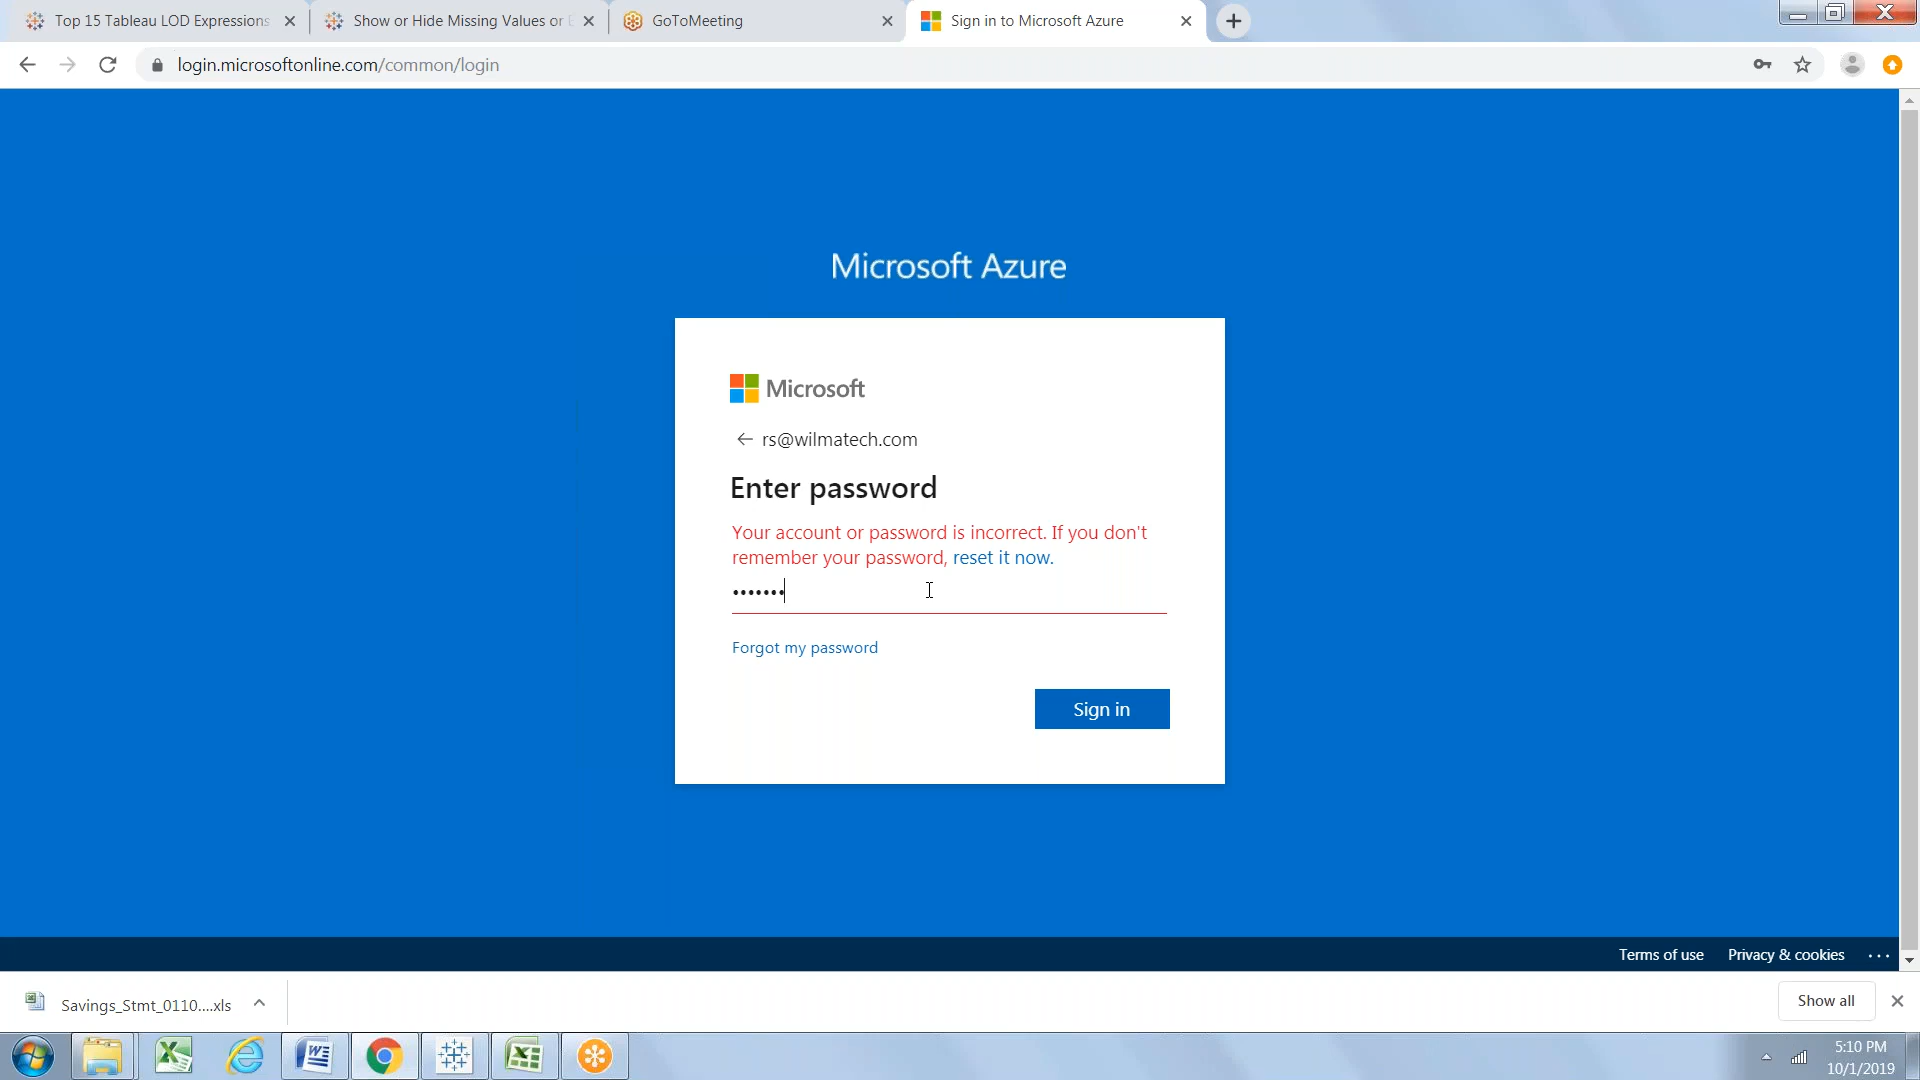 Top 15 Tableau LOD Expressions
Show or Hide Missing Values or E
GoToMeeting
Sign in to Microsoft Azure
login.microsoftonline.com/common/login
Microsoft Azure
Microsoft
rs@wilmatech.com
Enter password
Your account or password is incorrect. If you don't
remember your password, reset it now.
•••••••
Forgot my password
Sign in
Terms of use Privacy & cookies ...
Savings_Stmt_0110....xls
Show all
5:10 PM
10/1/2019